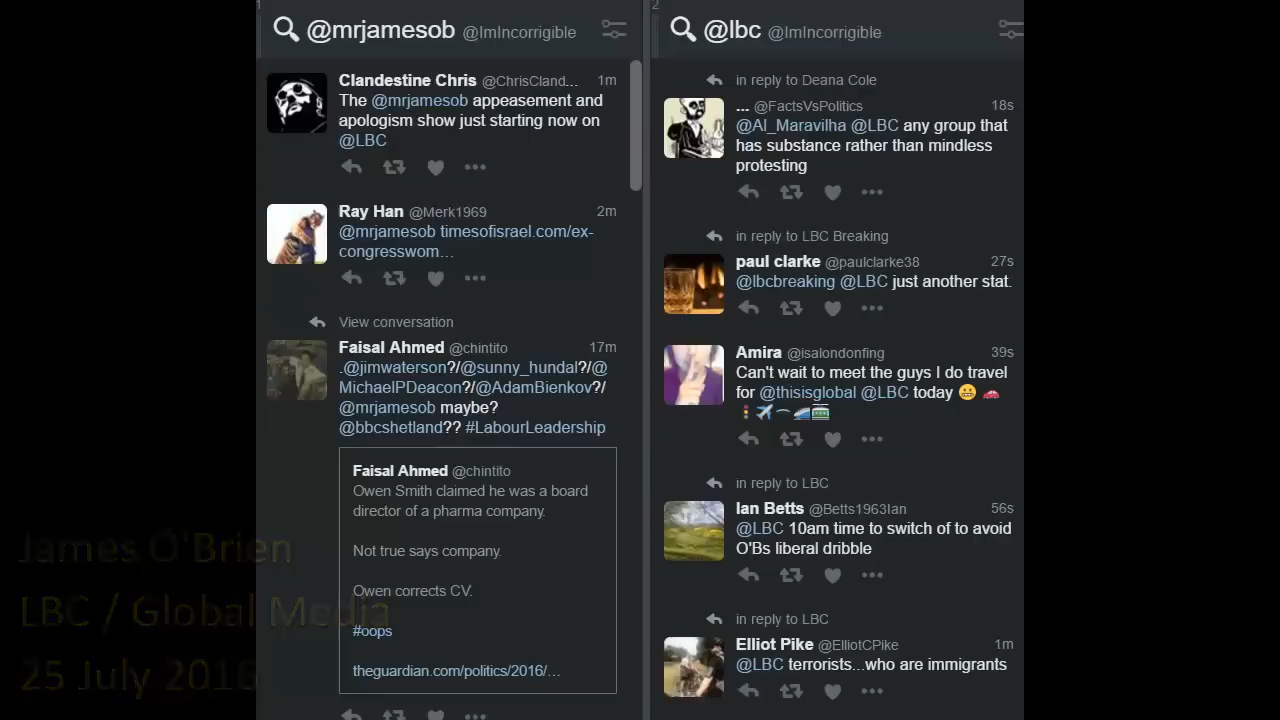 1
@mrjamesob @ImIncorrigible
Clandestine Chris @ChrisCland... 1m
The @mrjamesob appeasement and
apologism show just starting now on
@LBC
Ray Han @Merk1969 2m
@mrjamesob timesofisrael.com/ex-
congresswom…
View conversation
Faisal Ahmed @chintito 17m
.@jimwaterson?/@sunny_hundal?/@
MichaelPDeacon?/@AdamBienkov?/
@mrjamesob maybe?
@bbcshetland?? #LabourLeadership
Faisal Ahmed @chintito
Owen Smith claimed he was a board
director of a pharma company.
Not true says company.
Owen corrects CV.
#oops
theguardian.com/politics/2016/…
2
@lbc @ImIncorrigible
in reply to Deana Cole
... @FactsVsPolitics 18s
@Al_Maravilha @LBC any group that
has substance rather than mindless
protesting
in reply to LBC Breaking
paul clarke @paulclarke38 27s
@lbcbreaking @LBC just another stat.
Amira @isalondonfing 39s
Can't wait to meet the guys I do travel
for @thisisglobal @LBC today 😬 🚗
🚦✈️🚄🚋
in reply to LBC
Ian Betts @Betts1963Ian 56s
@LBC 10am time to switch of to avoid
O'Bs liberal dribble
in reply to LBC
Elliot Pike @ElliotCPike 1m
@LBC terrorists...who are immigrants
James O'Brien
LBC / Global Media
25 July 2016